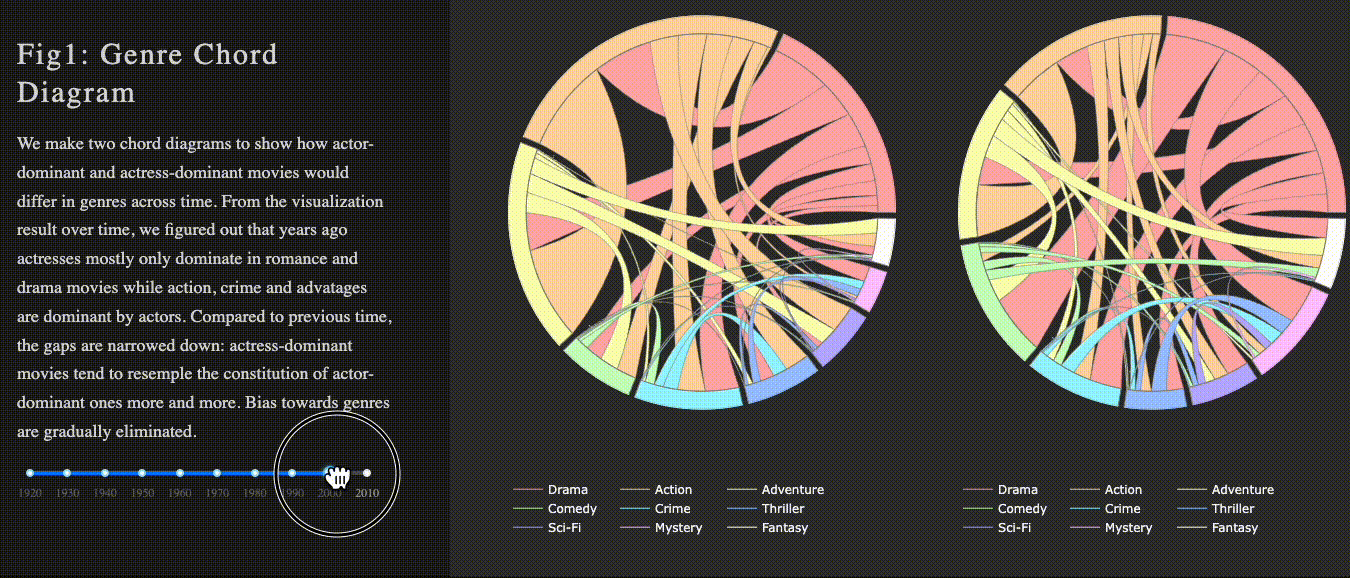 Fig1: Genre Chord
Diagram
We make two chord diagrams to show how actor-
dominant and actress-dominant movies would
differ in genres across time. From the visualization
result over time, we figured out that years ago
actresses mostly only dominate in romance and
drama movies while action, crime and advatages
are dominant by actors. Compared to previous time,
the gaps are narrowed down: actress-dominant
movies tend to resemble the constitution of actor-
dominant ones more and more. Bias towards genres
are gradually eliminated.
1920 1930 1940 1950 1960 1970 1980 1990 2000 2010
Drama Action Adventure
Comedy Crime Thriller
Sci-Fi Mystery Fantasy
Drama Action Adventure
Comedy Crime Thriller
Sci-Fi Mystery Fantasy